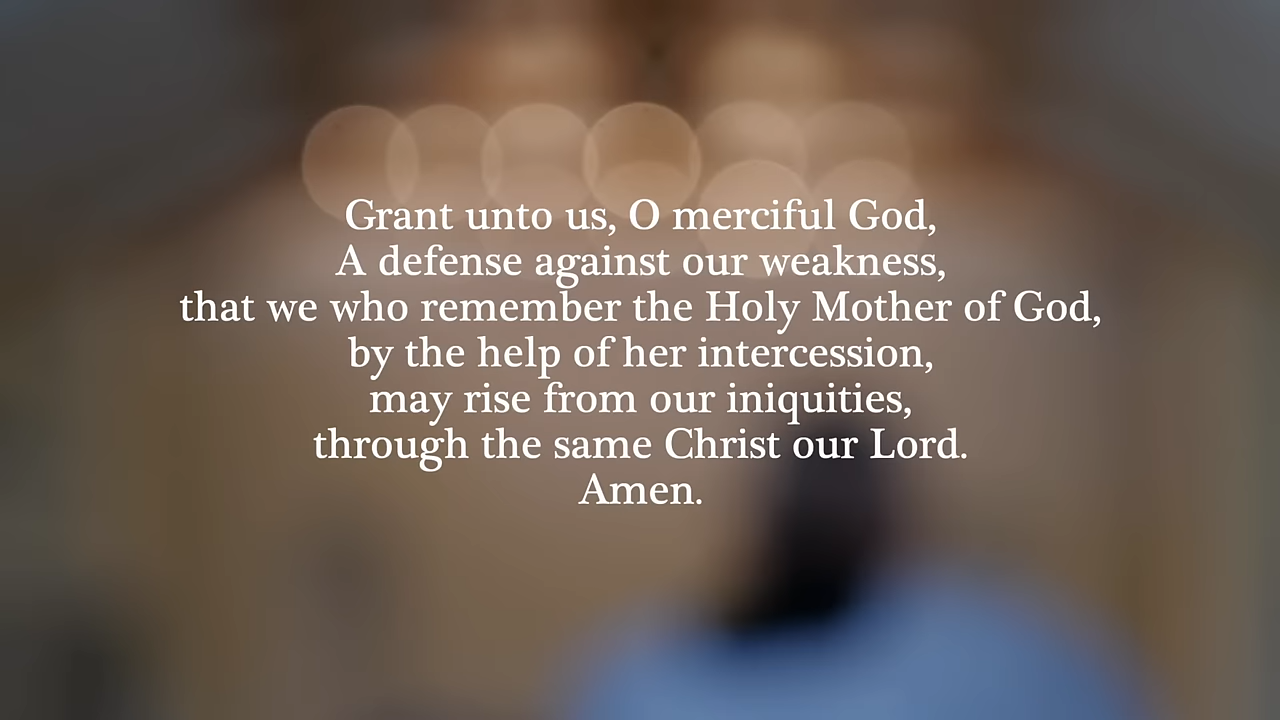 Grant unto us, O merciful God,
A defense against our weakness,
that we who remember the Holy Mother of God,
by the help of her intercession,
may rise from our iniquities,
through the same Christ our Lord.
Amen.